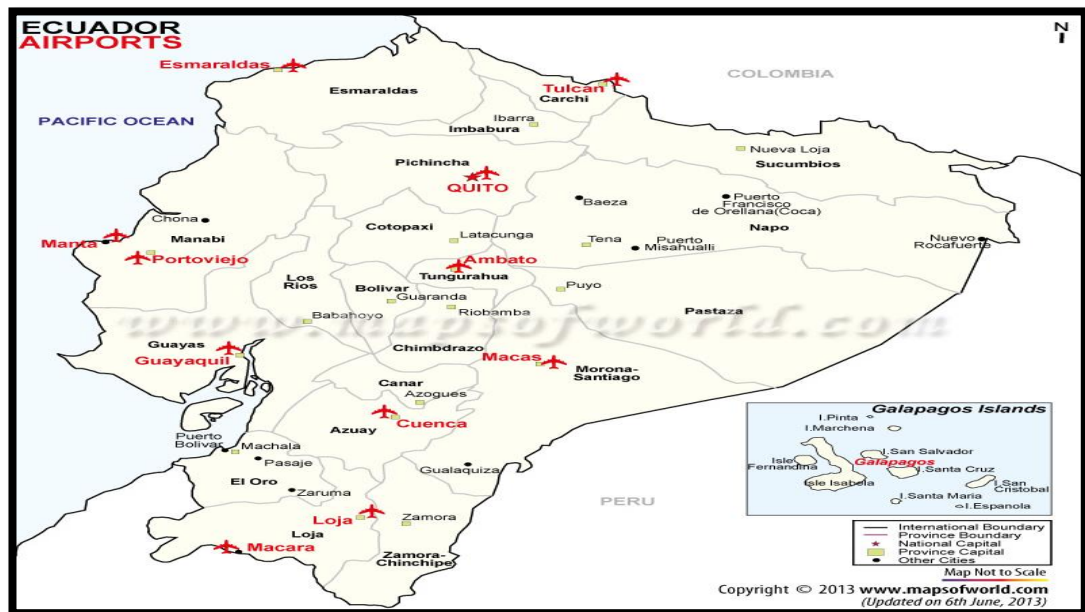 ECUADOR
AIRPORTS
N
Esmeraldas
Esmaraldas
Tulcan
Carchi
COLOMBIA
Ibarra
Imbabura
PACIFIC OCEAN
Nueva Loja
Sucumbios
Pichincha
QUITO
Baeza
Puerto
Francisco
de Orellana(Coca)
Napo
Chona
Manabi
Manta
Portoviejo
Cotopaxi
Latacunga
Tena
Puerto
Misahualli
Nuevo
Rocafuerte
Ambato
Tungurahua
Los
Rios
Bolivar
Guaranda
Riobamba
Puyo
Pastaza
Babahoyo
www.mapsofworld.com
Guayas
Guayaquil
Chimbdrazo
Macas
Morona-
Santiago
Canar
Azogues
Cuenca
Azuay
Puerto
Bolivar
Machala
Pasaje
El Oro
Zaruma
Gualaquiza
PERU
Loja
Loja
Zamora
Macara
Zamora-
Chinchipe
Galapagos Islands
I.Pinta
I.Marchena
I.San Salvador
Isle
Fernandina
Galapagos
I.Santa Cruz
Isle Isabela
I.San
Cristobal
I.Santa Maria
I.Espanola
International Boundary
Province Boundary
National Capital
Province Capital
Other Cities
Map Not to Scale
Copyright © 2013 www.mapsofworld.com
(Updated on 6th June, 2013)